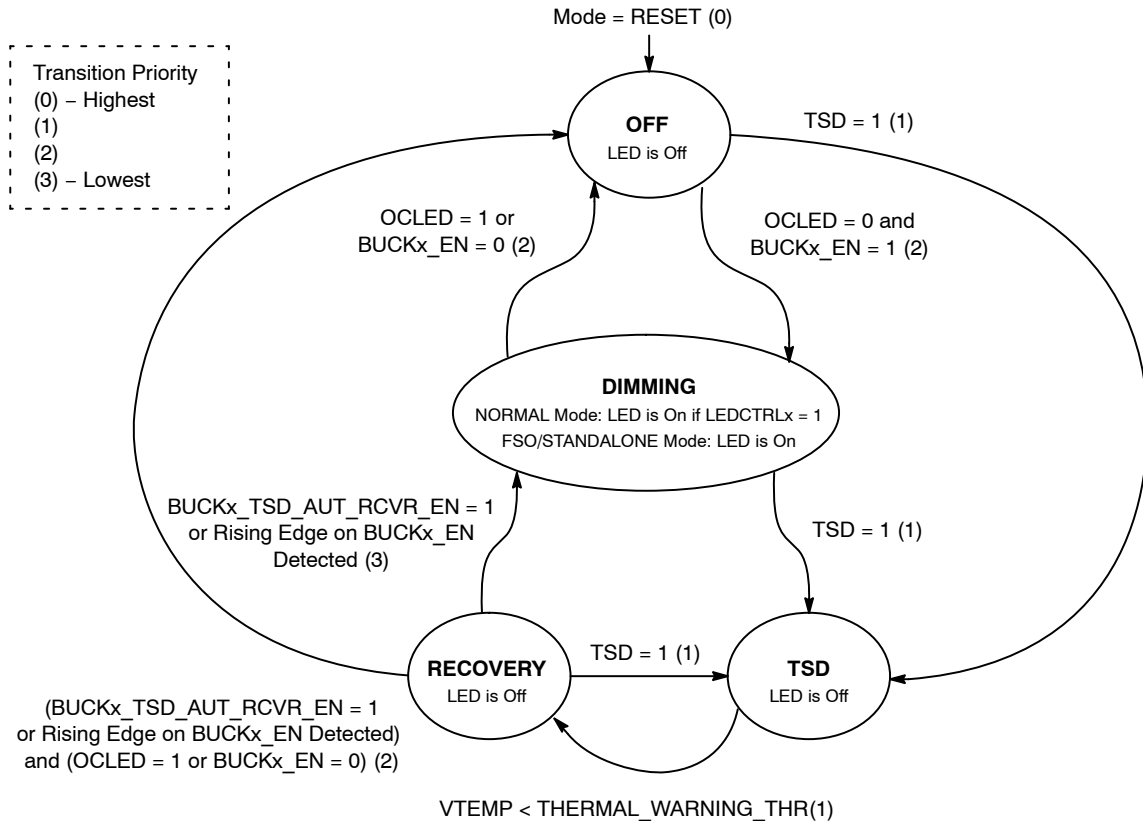 Mode = RESET (0)
Transition Priority
(0) – Highest
(1)
(2)
(3) – Lowest
OFF
LED is Off
TSD = 1 (1)
OCLED = 1 or
BUCKx_EN = 0 (2)
OCLED = 0 and
BUCKx_EN = 1 (2)
DIMMING
NORMAL Mode: LED is On if LEDCTRLx = 1
FSO/STANDALONE Mode: LED is On
BUCKx_TSD_AUT_RCVR_EN = 1
or Rising Edge on BUCKx_EN
Detected (3)
TSD = 1 (1)
RECOVERY
LED is Off
TSD = 1 (1)
TSD
LED is Off
(BUCKx_TSD_AUT_RCVR_EN = 1
or Rising Edge on BUCKx_EN Detected)
and (OCLED = 1 or BUCKx_EN = 0) (2)
VTEMP < THERMAL_WARNING_THR(1)